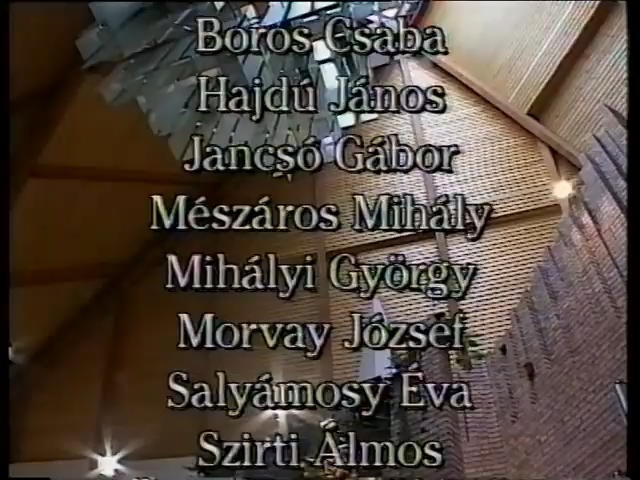 Boros Csaba
Hajdú János
Jancsó Gábor
Mészáros Mihály
Mihályi György
Morvay József
Salyámosy Éva
Szirti Álmos